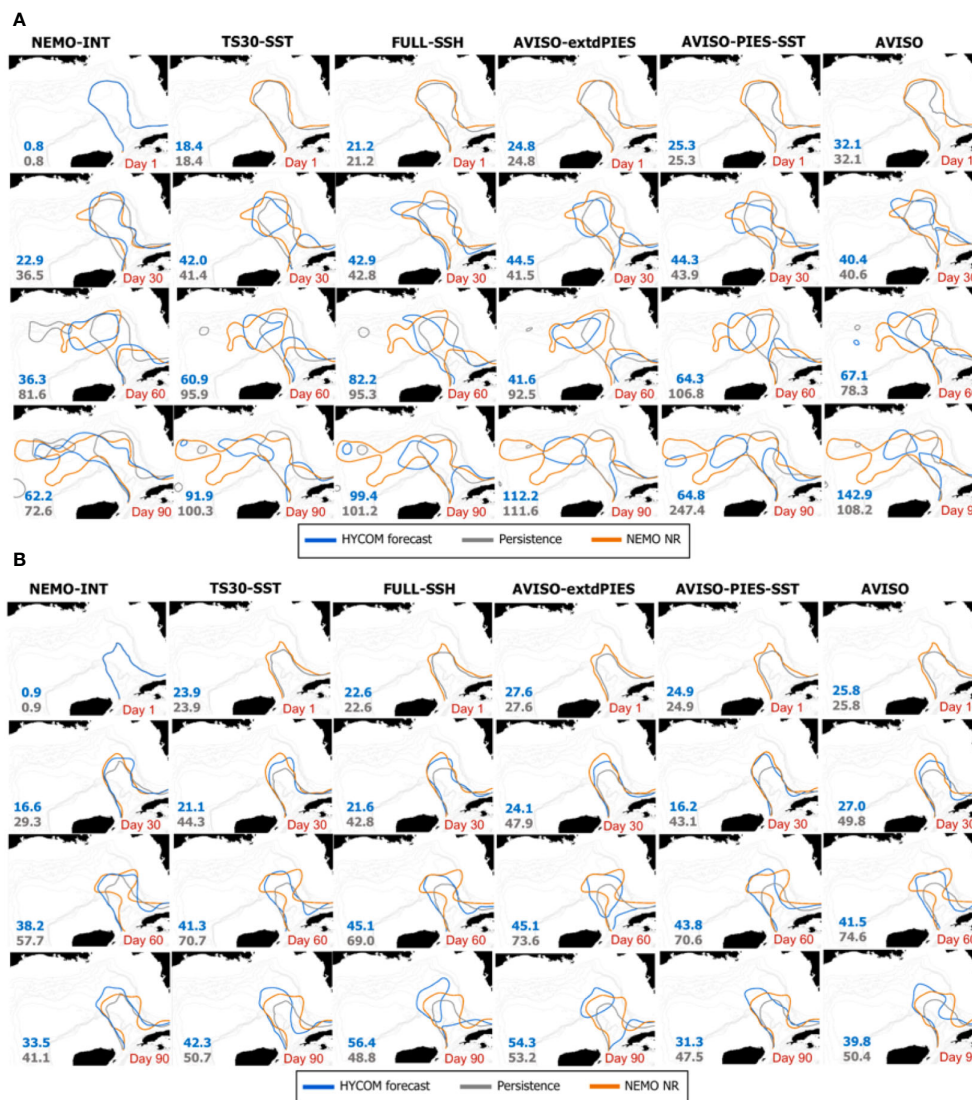 A
NEMO-INT TS30-SST FULL-SSH AVISO-extdPIES AVISO-PIES-SST AVISO
0.8 18.4 21.2 24.8 25.3 32.1
0.8 Day 1 18.4 Day 1 21.2 Day 1 24.8 Day 1 25.3 Day 1 32.1 Day 1
22.9 42.0 42.9 44.5 44.3 40.4
36.5 Day 30 41.4 Day 30 42.8 Day 30 41.5 Day 30 43.9 Day 30 40.6 Day 30
36.3 60.9 82.2 41.6 64.3 67.1
81.6 Day 60 95.9 Day 60 95.3 Day 60 92.5 Day 60 106.8 Day 60 78.3 Day 60
62.2 91.9 99.4 112.2 64.8 142.9
72.6 Day 90 100.3 Day 90 101.2 Day 90 111.6 Day 90 247.4 Day 90 108.2 Day 9
HYCOM forecast Persistence NEMO NR
B
NEMO-INT TS30-SST FULL-SSH AVISO-extdPIES AVISO-PIES-SST AVISO
0.9 23.9 22.6 27.6 24.9 25.8
0.9 Day 1 23.9 Day 1 22.6 Day 1 27.6 Day 1 24.9 Day 1 25.8 Day 1
16.6 21.1 21.6 24.1 16.2 27.0
29.3 Day 30 44.3 Day 30 42.8 Day 30 47.9 Day 30 43.1 Day 30 49.8 Day 30
38.2 41.3 45.1 45.1 43.8 41.5
57.7 Day 60 70.7 Day 60 69.0 Day 60 73.6 Day 60 70.6 Day 60 74.6 Day 60
33.5 42.3 56.4 54.3 31.3 39.8
41.1 Day 90 50.7 Day 90 48.8 Day 90 53.2 Day 90 47.5 Day 90 50.4 Day 90
HYCOM forecast Persistence NEMO NR